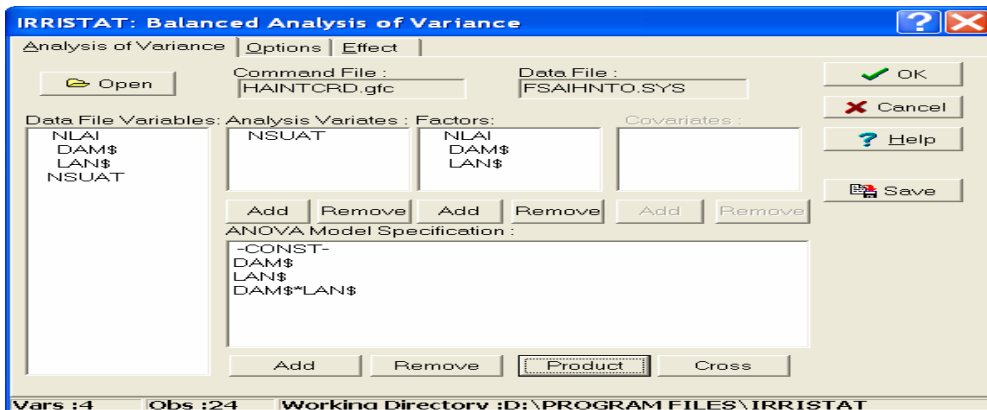 IRRISTAT: Balanced Analysis of Variance
Analysis of Variance Options Effect
Open
Command File :
HAINTCRD.gfc
Data File :
FSAIHNTO.SYS
OK
Cancel
Help
Save
Data File Variables:
NLAI
DAM$
LAN$
NSUAT
Analysis Variates :
NSUAT
Factors:
NLAI
DAM$
LAN$
Covariates :
Add Remove Add Remove Add Remove
ANOVA Model Specification :
-CONST-
DAM$
LAN$
DAM$*LAN$
Add Remove Product Cross
Vars :4 Obs :24 Working Directory :D:\PROGRAM FILES\IRRISTAT